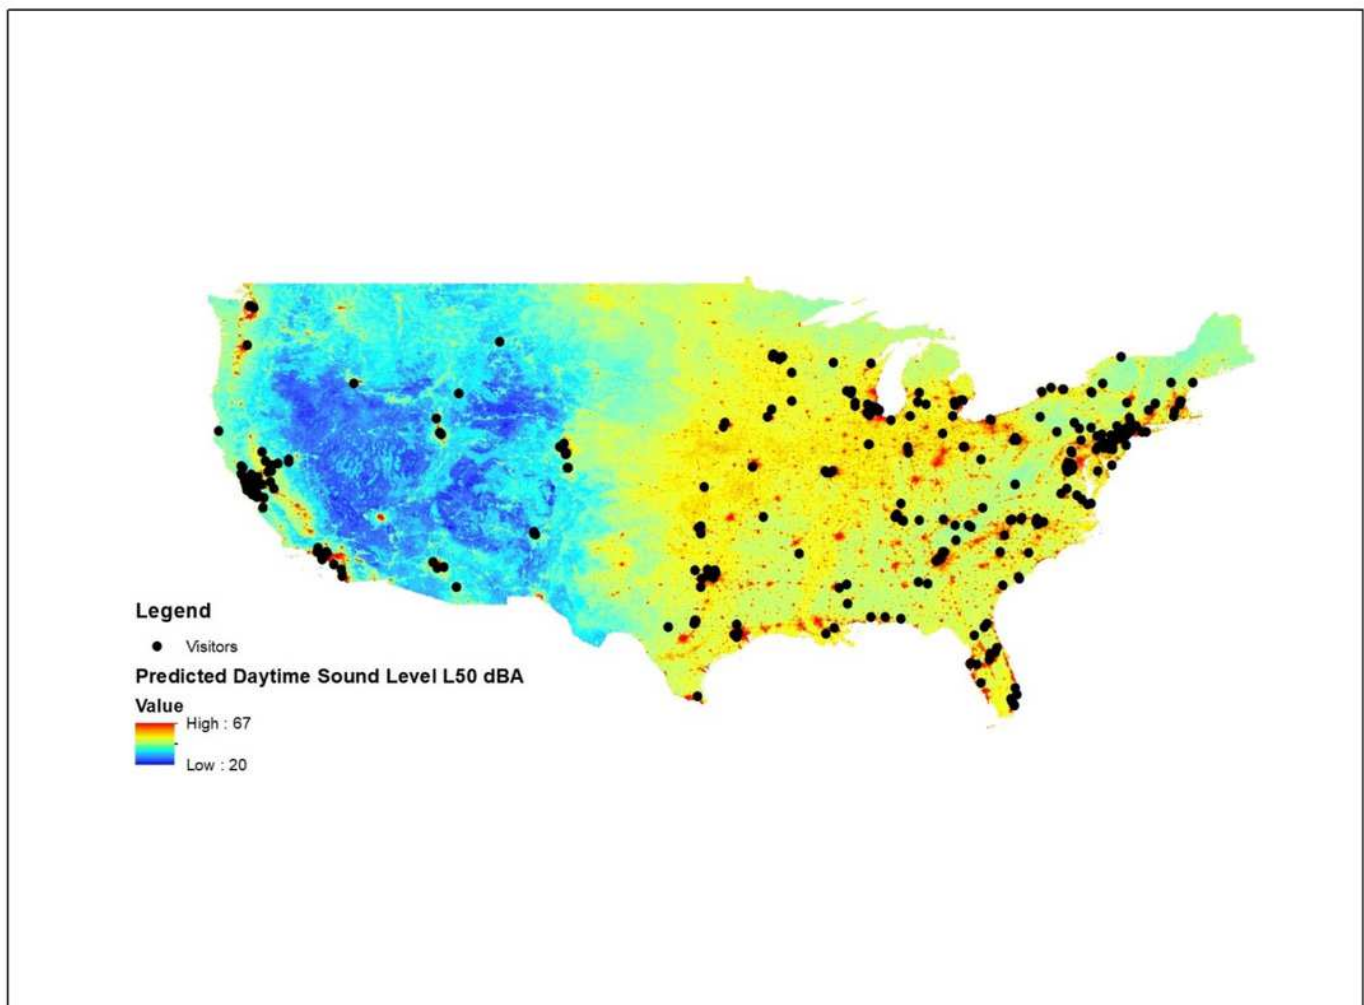 Legend
Visitors
Predicted Daytime Sound Level L50 dBA
Value
High : 67
Low : 20